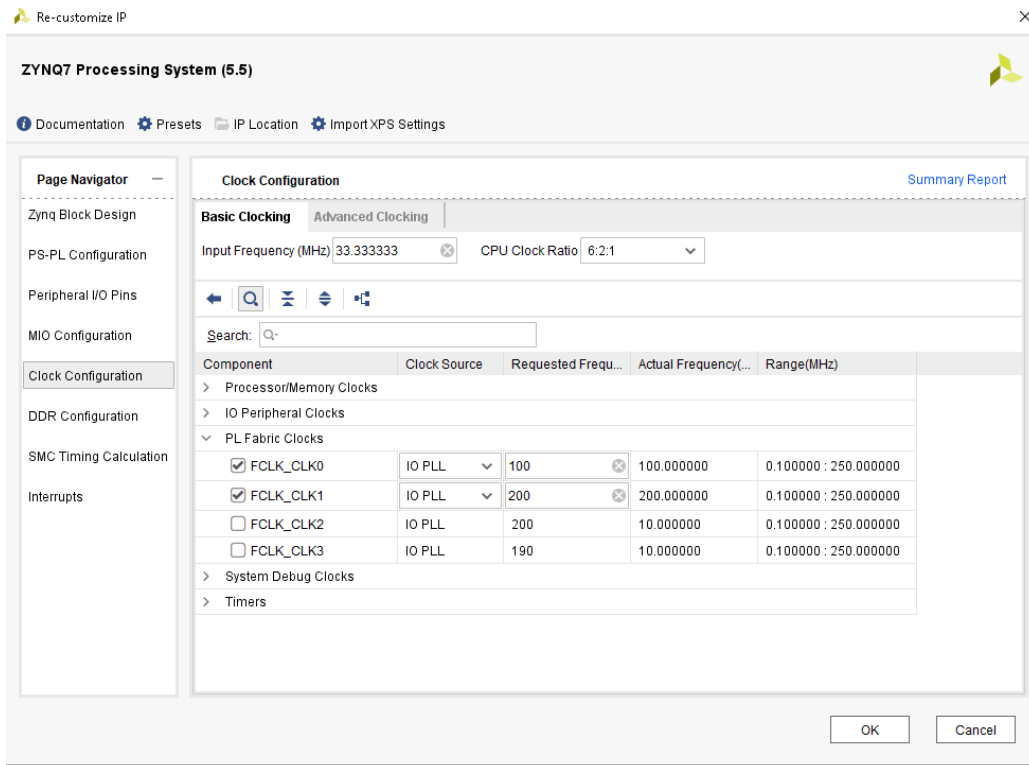 Re-customize IP
ZYNQ7 Processing System (5.5)
Documentation Presets IP Location Import XPS Settings
Page Navigator
Zynq Block Design
PS-PL Configuration
Peripheral I/O Pins
MIO Configuration
Clock Configuration
DDR Configuration
SMC Timing Calculation
Interrupts
Clock Configuration Summary Report
Basic Clocking Advanced Clocking
Input Frequency (MHz) 33.333333 CPU Clock Ratio 6:2:1
Search:
Component Clock Source Requested Frequ... Actual Frequency(... Range(MHz)
Processor/Memory Clocks
IO Peripheral Clocks
PL Fabric Clocks
FCLK_CLK0 IO PLL 100 100.000000 0.100000 : 250.000000
FCLK_CLK1 IO PLL 200 200.000000 0.100000 : 250.000000
FCLK_CLK2 IO PLL 200 10.000000 0.100000 : 250.000000
FCLK_CLK3 IO PLL 190 10.000000 0.100000 : 250.000000
System Debug Clocks
Timers
OK Cancel